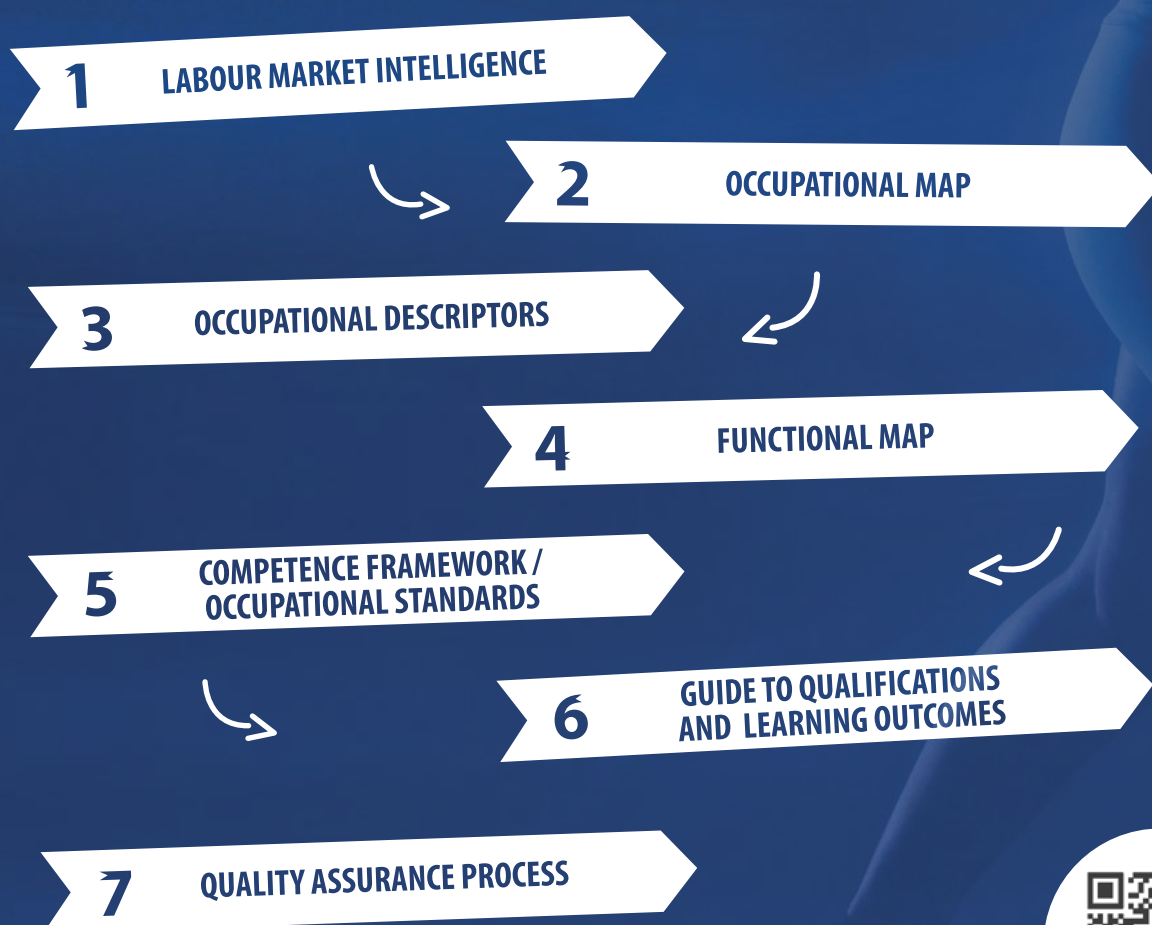 1 LABOUR MARKET INTELLIGENCE
2 OCCUPATIONAL MAP
3 OCCUPATIONAL DESCRIPTORS
4 FUNCTIONAL MAP
5 COMPETENCE FRAMEWORK /
OCCUPATIONAL STANDARDS
6 GUIDE TO QUALIFICATIONS
AND LEARNING OUTCOMES
7 QUALITY ASSURANCE PROCESS